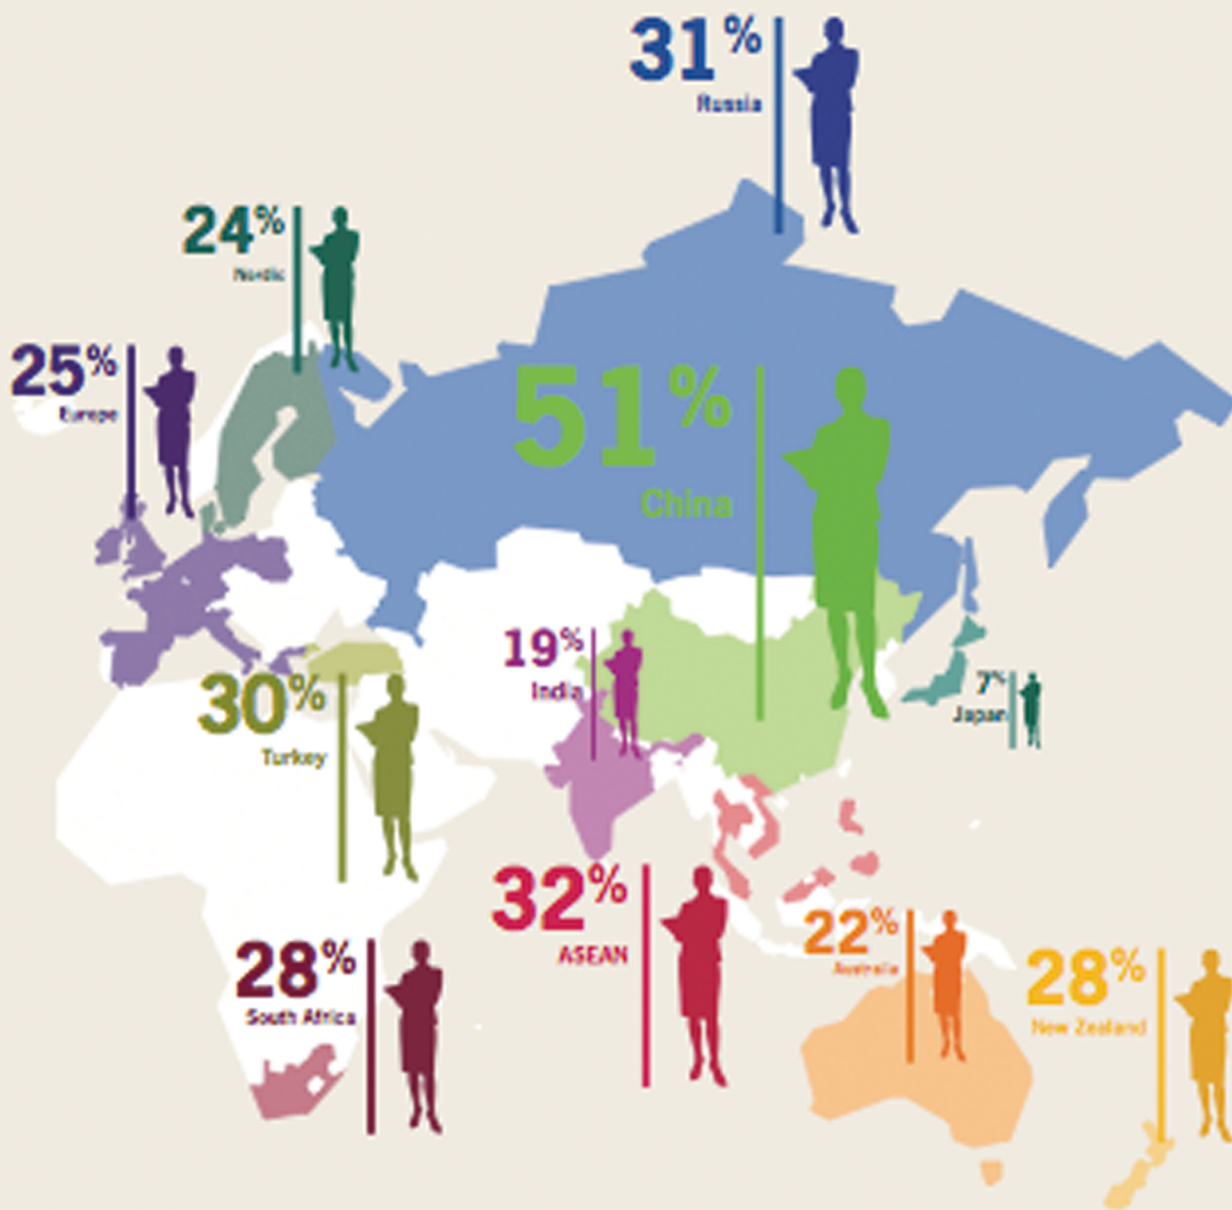 31%
Russia
24%
Nordic
25%
Europe
51%
China
19%
India
7%
Japan
30%
Turkey
32%
ASEAN
22%
Australia
28%
South Africa
28%
New Zealand